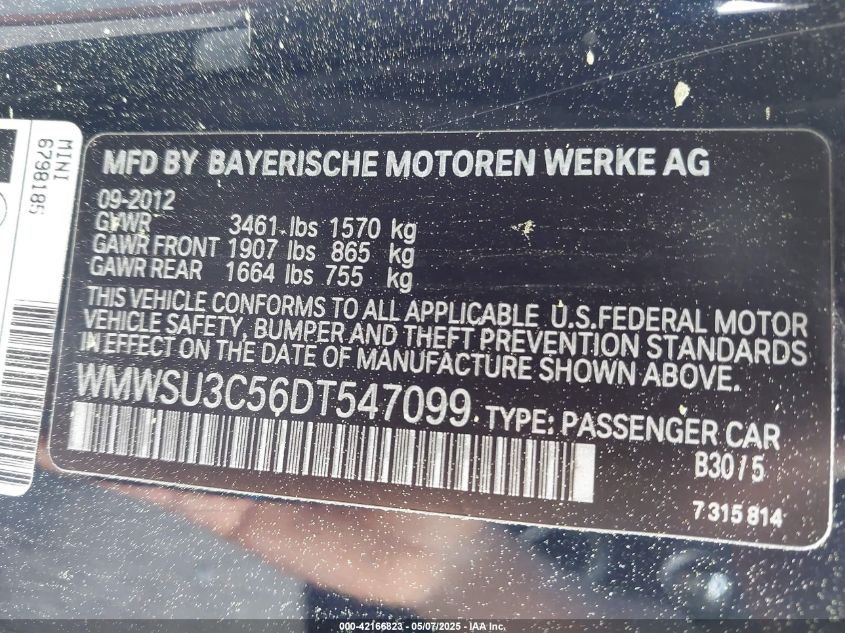 MINI
6798185
MFD BY BAYERISCHE MOTOREN WERKE AG
09-2012
GVWR 3461 lbs 1570 kg
GAWR FRONT 1907 lbs 865 kg
GAWR REAR 1664 lbs 755 kg
THIS VEHICLE CONFORMS TO ALL APPLICABLE U.S.FEDERAL MOTOR
VEHICLE SAFETY, BUMPER AND THEFT PREVENTION STANDARDS
IN EFFECT ON THE DATE OF MANUFACTURE SHOWN ABOVE.
WMWSU3C56DT547099 TYPE: PASSENGER CAR
B30/5
7 315 814
000-42166823 — 05/07/2025 — IAA Inc.